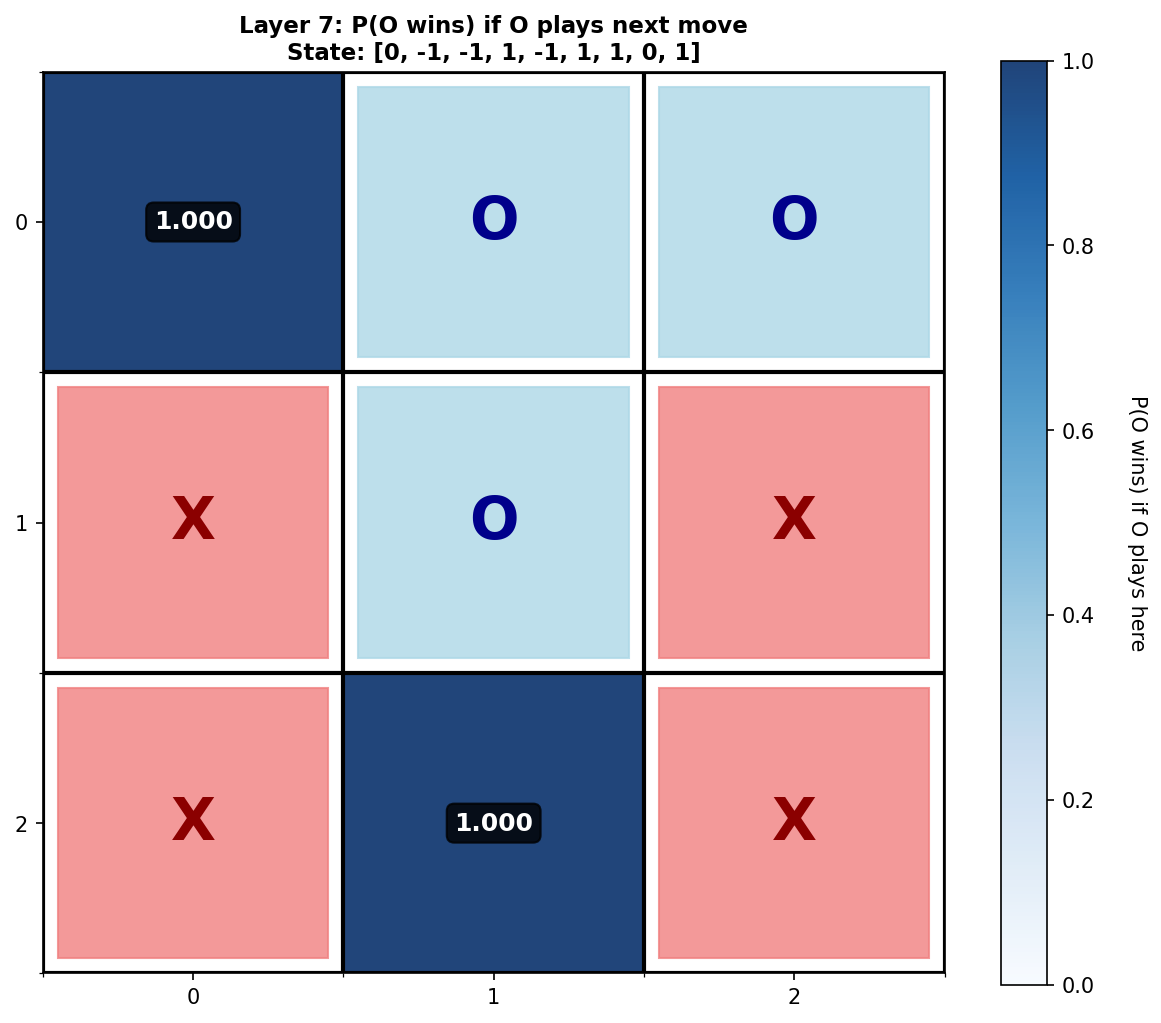 Layer 7: P(O wins) if O plays next move
State: [0, -1, -1, 1, -1, 1, 1, 0, 1]
1.000 O O
X O X
X 1.000 X
0
1
2
0 1 2
1.0
0.8
0.6
0.4
0.2
0.0
P(O wins) if O plays here